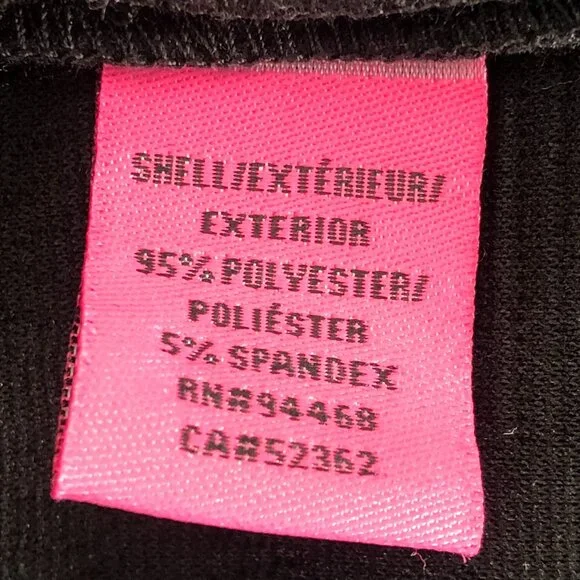 SHELL/EXTÉRIEUR/
EXTERIOR
95% POLYESTER/
POLIÉSTER
5% SPANDEX
RN#94468
CA#52362